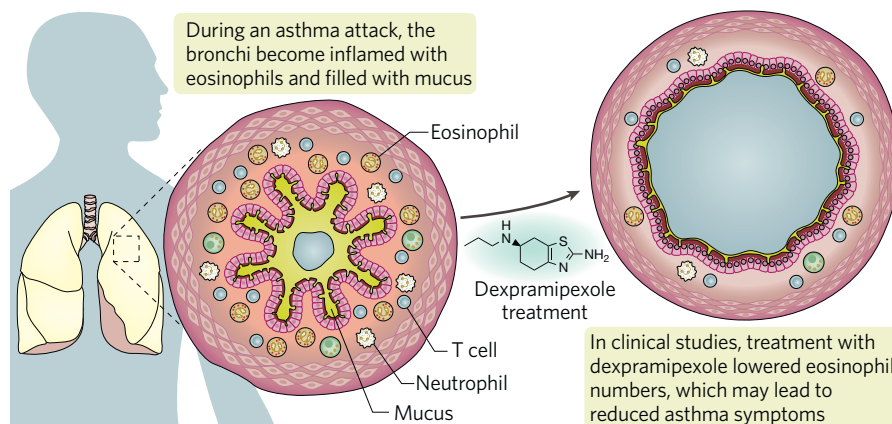 During an asthma attack, the
bronchi become inflamed with
eosinophils and filled with mucus
Eosinophil
H
N
S
NH₂
N
Dexpramipexole
treatment
T cell
Neutrophil
Mucus
In clinical studies, treatment with
dexpramipexole lowered eosinophil
numbers, which may lead to
reduced asthma symptoms